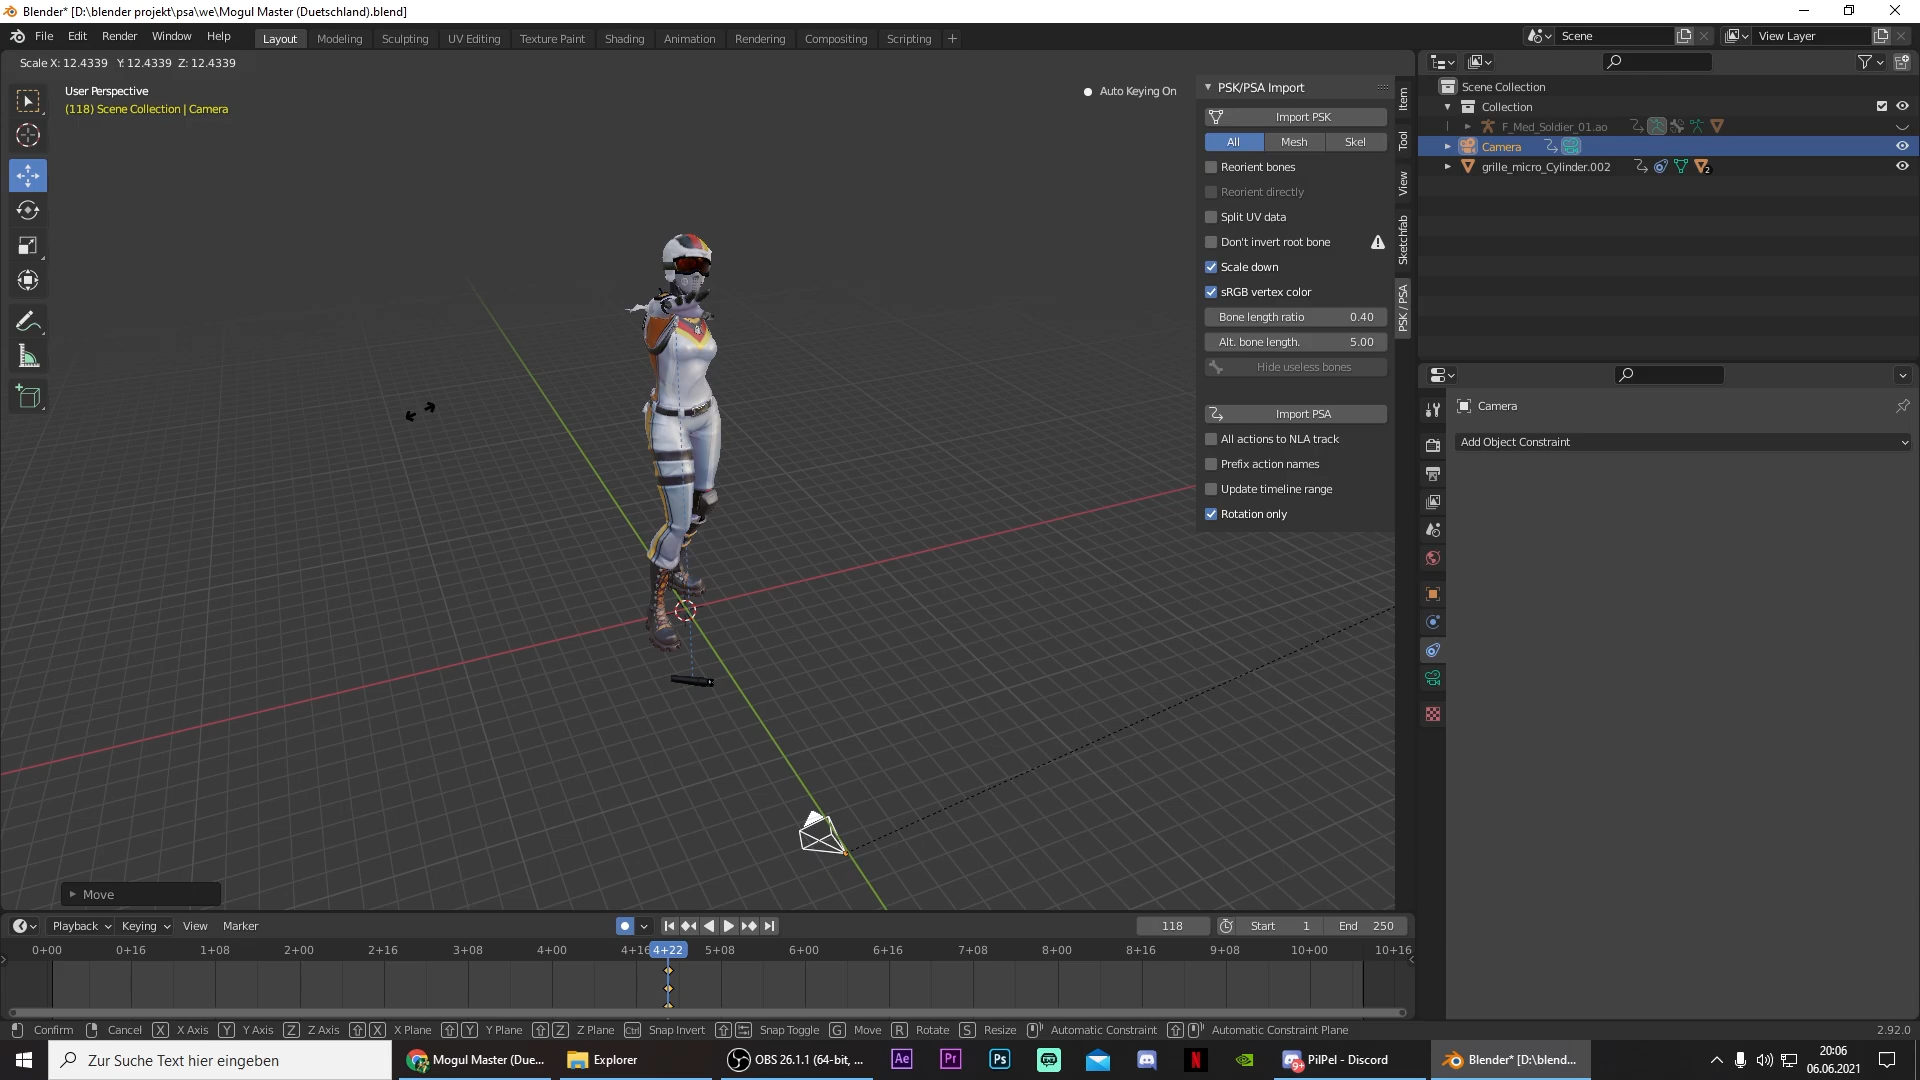 Blender* [D:\blender projekt\psa\we\Mogul Master (Duetschland).blend]
File Edit Render Window Help
Layout Modeling Sculpting UV Editing Texture Paint Shading Animation Rendering Compositing Scripting
Scene
View Layer
Scale X: 12.4339 Y: 12.4339 Z: 12.4339
User Perspective
(118) Scene Collection | Camera
Auto Keying On
PSK/PSA Import
Import PSK
All Mesh Skel
Reorient bones
Reorient directly
Split UV data
Don't invert root bone
Scale down
sRGB vertex color
Bone length ratio 0.40
Alt. bone length. 5.00
Hide useless bones
Import PSA
All actions to NLA track
Prefix action names
Update timeline range
Rotation only
Item
Tool
View
Sketchfab
PSK / PSA
Scene Collection
Collection
F_Med_Soldier_01.ao
Camera
grille_micro_Cylinder.002
2
Camera
Add Object Constraint
Move
Playback Keying View Marker
118
Start 1
End 250
0+00 0+16 1+08 2+00 2+16 3+08 4+00 4+16 4+22 5+08 6+00 6+16 7+08 8+00 8+16 9+08 10+00 10+16
Confirm Cancel X X Axis Y Y Axis Z Z Axis X X Plane Y Y Plane Z Z Plane Ctrl Snap Invert Snap Toggle G Move R Rotate S Resize Automatic Constraint Automatic Constraint Plane
2.92.0
Zur Suche Text hier eingeben
Mogul Master (Due...
Explorer
OBS 26.1.1 (64-bit, ...
Ae
Pr
Ps
N
9+
PilPel - Discord
Blender* [D:\blend...
20:06
06.06.2021